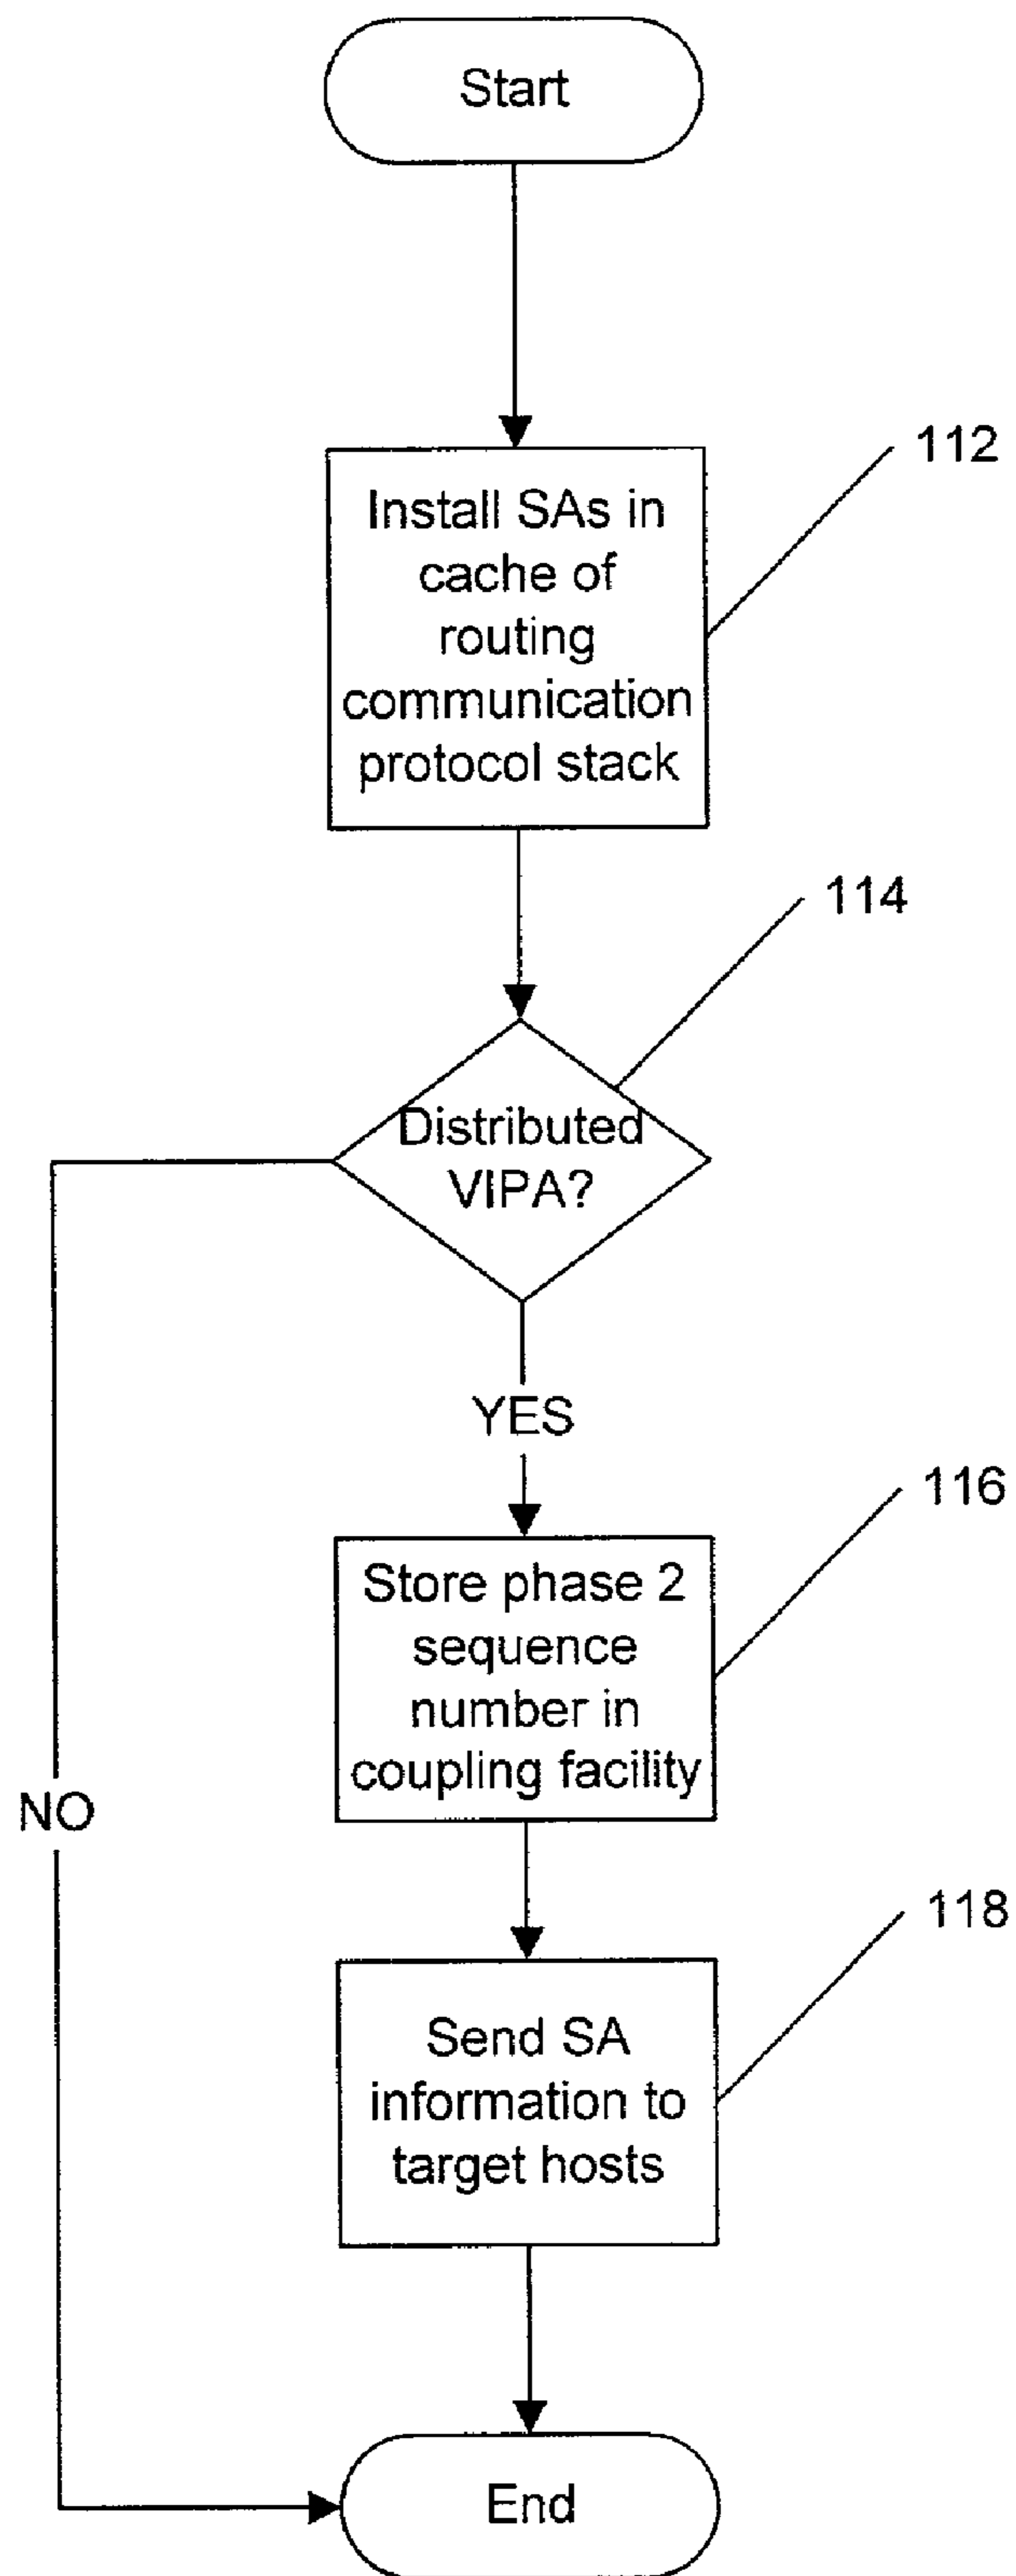 Start
112
Install SAs in
cache of
routing
communication
protocol stack
114
Distributed
VIPA?
YES
116
Store phase 2
sequence
number in
coupling facility
NO
118
Send SA
information to
target hosts
End